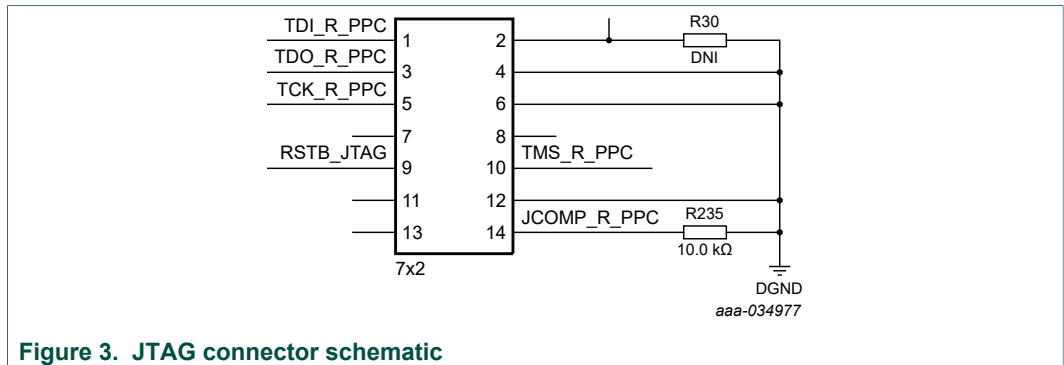 TDI_R_PPC
1
2
R30
DNI
TDO_R_PPC
3
4
TCK_R_PPC
5
6
7
8
RSTB_JTAG
9
10
TMS_R_PPC
11
12
13
14
JCOMP_R_PPC
R235
10.0 kΩ
7x2
DGND
aaa-034977
Figure 3. JTAG connector schematic